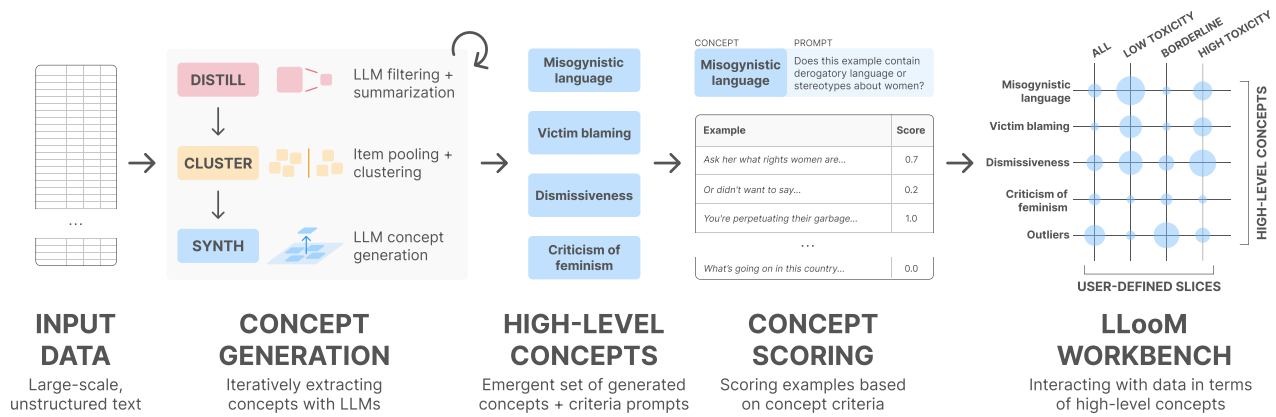 INPUT
DATA
Large-scale,
unstructured text
DISTILL
LLM filtering +
summarization
CLUSTER
Item pooling +
clustering
SYNTH
LLM concept
generation
CONCEPT
GENERATION
Iteratively extracting
concepts with LLMs
Misogynistic
language
Victim blaming
Dismissiveness
Criticism of
feminism
HIGH-LEVEL
CONCEPTS
Emergent set of generated
concepts + criteria prompts
CONCEPT
Misogynistic
language
PROMPT
Does this example contain
derogatory language or
stereotypes about women?
Example Score
Ask her what rights women are... 0.7
Or didn't want to say... 0.2
You're perpetuating their garbage... 1.0
...
What's going on in this country... 0.0
CONCEPT
SCORING
Scoring examples based
on concept criteria
ALL
LOW TOXICITY
BORDERLINE
HIGH TOXICITY
Misogynistic
language
Victim blaming
Dismissiveness
Criticism of
feminism
Outliers
HIGH-LEVEL CONCEPTS
USER-DEFINED SLICES
LLooM
WORKBENCH
Interacting with data in terms
of high-level concepts